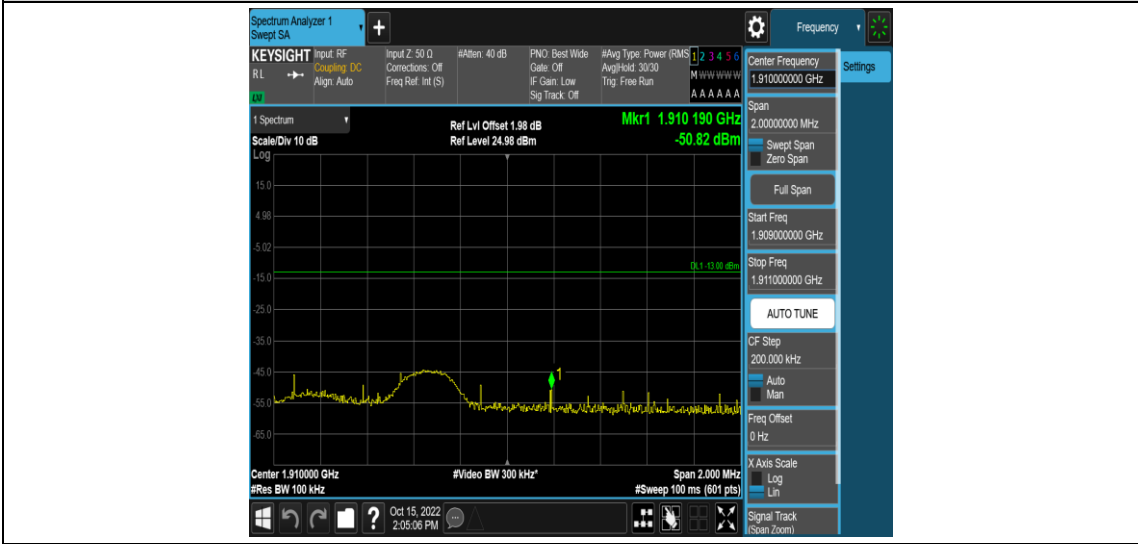 Spectrum Analyzer 1
Swept SA
Frequency
KEYSIGHT
RL
Input: RF
Coupling: DC
Align: Auto
Input Z: 50 Ω
Corrections: Off
Freq Ref: Int (S)
#Atten: 40 dB
PNO: Best Wide
Gate: Off
IF Gain: Low
Sig Track: Off
#Avg Type: Power (RMS
Avg|Hold: 30/30
Trig: Free Run
1 2 3 4 5 6
M W W W W W
A A A A A A
1 Spectrum
Scale/Div 10 dB
Log
Ref Lvl Offset 1.98 dB
Ref Level 24.98 dBm
Mkr1 1.910 190 GHz
-50.82 dBm
15.0
4.98
-5.02
DL1 -13.00 dBm
-15.0
-25.0
-35.0
-45.0
1
-55.0
-65.0
Center 1.910000 GHz
#Res BW 100 kHz
#Video BW 300 kHz*
Span 2.000 MHz
#Sweep 100 ms (601 pts)
Oct 15, 2022
2:05:06 PM
Center Frequency
1.910000000 GHz
Settings
Span
2.00000000 MHz
Swept Span
Zero Span
Full Span
Start Freq
1.909000000 GHz
Stop Freq
1.911000000 GHz
AUTO TUNE
CF Step
200.000 kHz
Auto
Man
Freq Offset
0 Hz
X Axis Scale
Log
Lin
Signal Track
(Span Zoom)